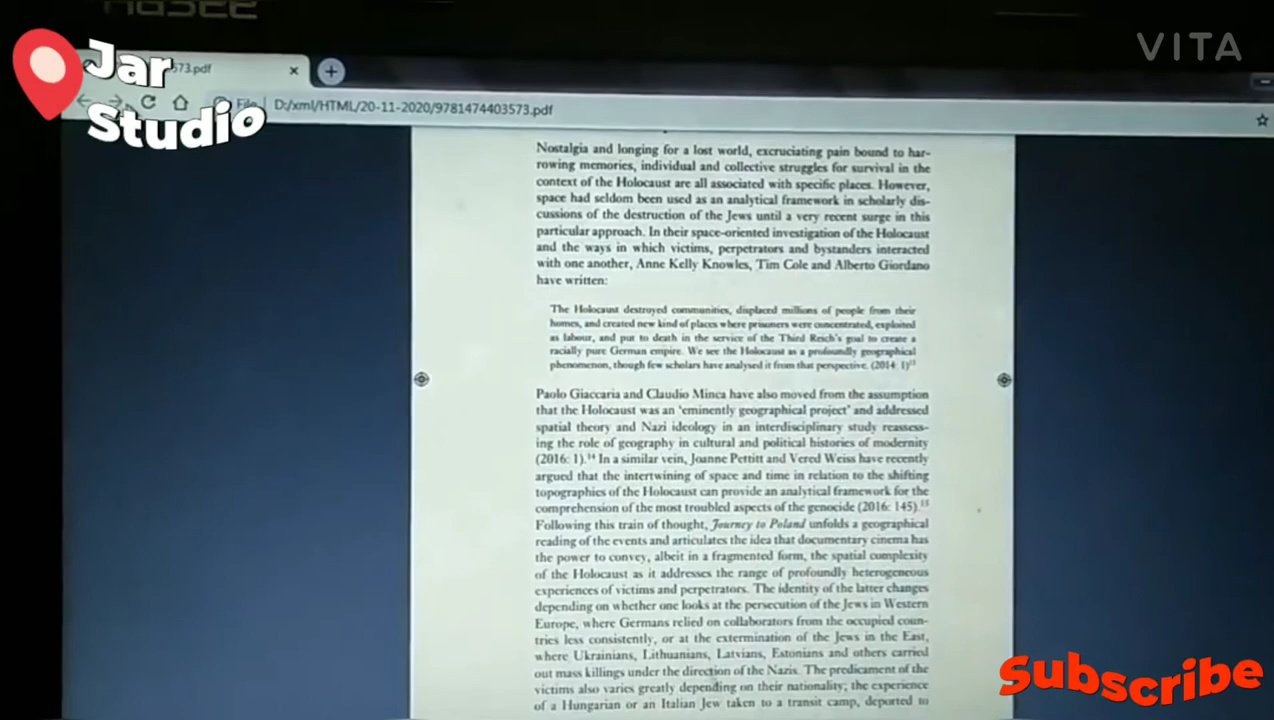 VITA
Jar
Studio
573.pdf
File
D:/xml/HTML/20-11-2020/9781474403573.pdf
Nostalgia and longing for a lost world, excruciating pain bound to har-
rowing memories, individual and collective struggles for survival in the
context of the Holocaust are all associated with specific places. However,
space had seldom been used as an analytical framework in scholarly dis-
cussions of the destruction of the Jews until a very recent surge in this
particular approach. In their space-oriented investigation of the Holocaust
and the ways in which victims, perpetrators and bystanders interacted
with one another, Anne Kelly Knowles, Tim Cole and Alberto Giordano
have written:
The Holocaust destroyed communities, displaced millions of people from their
homes, and created new kind of places where prisoners were concentrated, exploited
as labour, and put to death in the service of the Third Reich's goal to create a
racially pure German empire. We see the Holocaust as a profoundly geographical
phenomenon, though few scholars have analysed it from that perspective. (2014: 1)¹³
Paolo Giaccaria and Claudio Minca have also moved from the assumption
that the Holocaust was an 'eminently geographical project' and addressed
spatial theory and Nazi ideology in an interdisciplinary study reassess-
ing the role of geography in cultural and political histories of modernity
(2016: 1).¹⁴ In a similar vein, Joanne Pettitt and Vered Weiss have recently
argued that the intertwining of space and time in relation to the shifting
topographies of the Holocaust can provide an analytical framework for the
comprehension of the most troubled aspects of the genocide (2016: 145).¹⁵
Following this train of thought, Journey to Poland unfolds a geographical
reading of the events and articulates the idea that documentary cinema has
the power to convey, albeit in a fragmented form, the spatial complexity
of the Holocaust as it addresses the range of profoundly heterogeneous
experiences of victims and perpetrators. The identity of the latter changes
depending on whether one looks at the persecution of the Jews in Western
Europe, where Germans relied on collaborators from the occupied coun-
tries less consistently, or at the extermination of the Jews in the East,
where Ukrainians, Lithuanians, Latvians, Estonians and others carried
out mass killings under the direction of the Nazis. The predicament of the
victims also varies greatly depending on their nationality; the experience
of a Hungarian or an Italian Jew taken to a transit camp, deported to
Subscribe